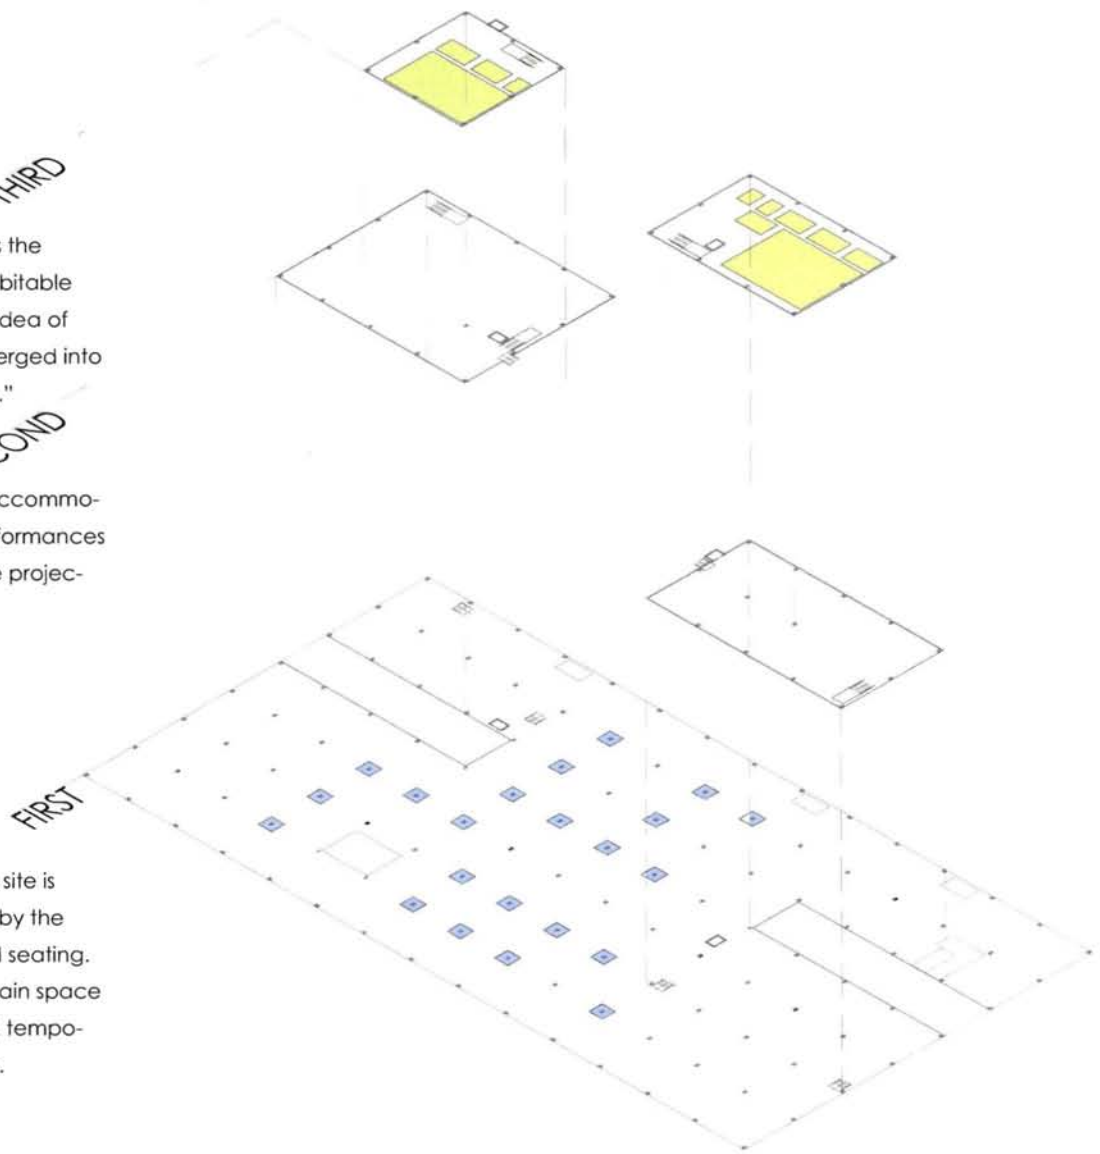 HIRD
s the
bitable
dea of
erged into
."
COND
ccommo-
formances
e projec-
FIRST
site is
by the
l seating.
ain space
tempo-
.